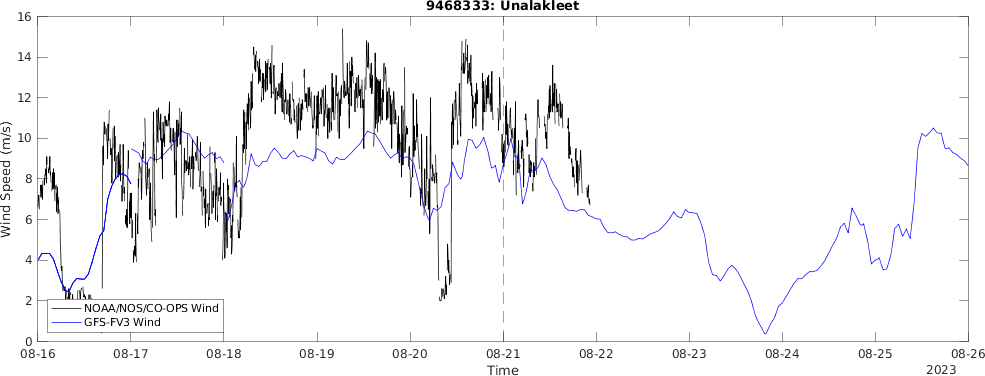 9468333: Unalakleet
16
14
12
10
8
6
4
2
0
Wind Speed (m/s)
NOAA/NOS/CO-OPS Wind
GFS-FV3 Wind
08-16 08-17 08-18 08-19 08-20 08-21 08-22 08-23 08-24 08-25 08-26
Time
2023